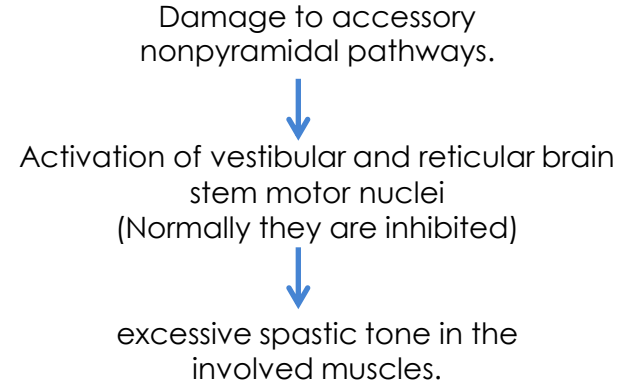 Damage to accessory
nonpyramidal pathways.
Activation of vestibular and reticular brain
stem motor nuclei
(Normally they are inhibited)
excessive spastic tone in the
involved muscles.